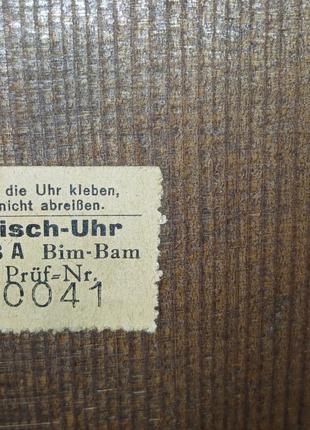 die Uhr kleben,
nicht abreißen.
isch-Uhr
A Bim-Bam
Prüf-Nr.
0041